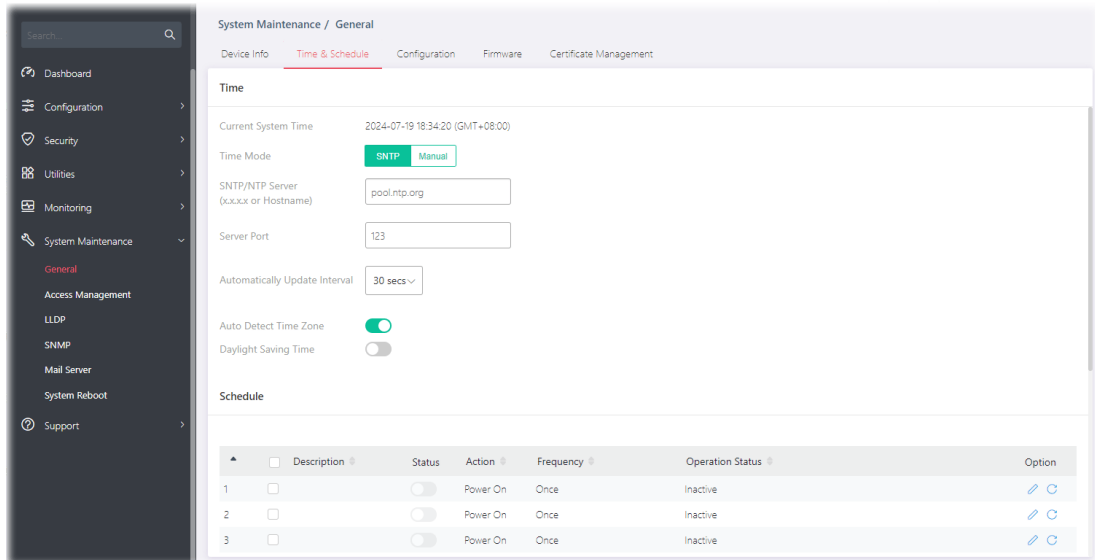 Search...
Dashboard
Configuration
Security
Utilities
Monitoring
System Maintenance
General
Access Management
LLDP
SNMP
Mail Server
System Reboot
Support
System Maintenance / General
Device Info Time & Schedule Configuration Firmware Certificate Management
Time
Current System Time 2024-07-19 18:34:20 (GMT+08:00)
Time Mode SNTP Manual
SNTP/NTP Server
(x.x.x.x or Hostname) pool.ntp.org
Server Port 123
Automatically Update Interval 30 secs
Auto Detect Time Zone
Daylight Saving Time
Schedule
Description Status Action Frequency Operation Status Option
1 Power On Once Inactive
2 Power On Once Inactive
3 Power On Once Inactive